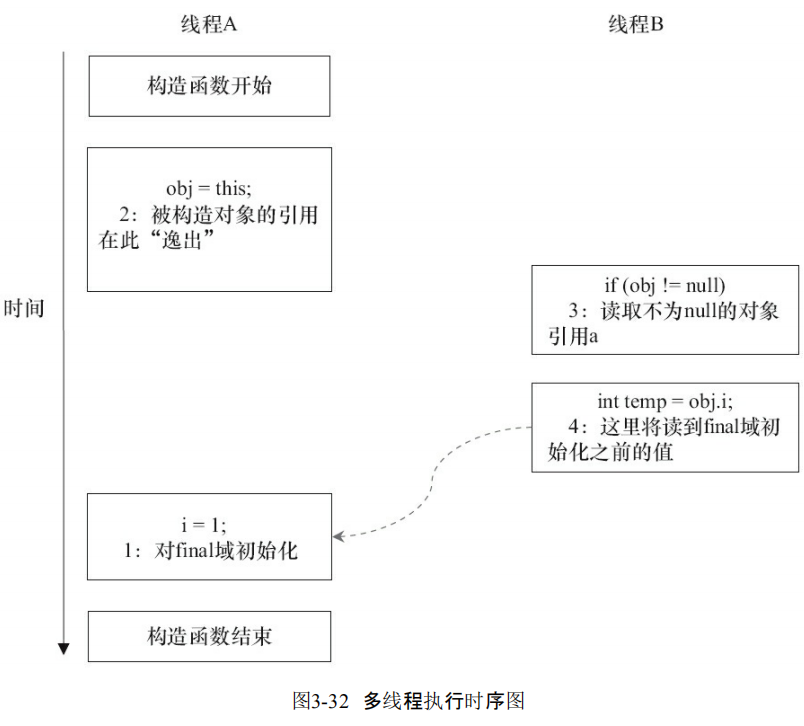 线程A
线程B
构造函数开始
obj = this;
2：被构造对象的引用
在此“逸出”
if (obj != null)
3：读取不为null的对象
引用a
时间
int temp = obj.i;
4：这里将读到final域初
始化之前的值
i = 1;
1：对final域初始化
构造函数结束
图3-32 多线程执行时序图